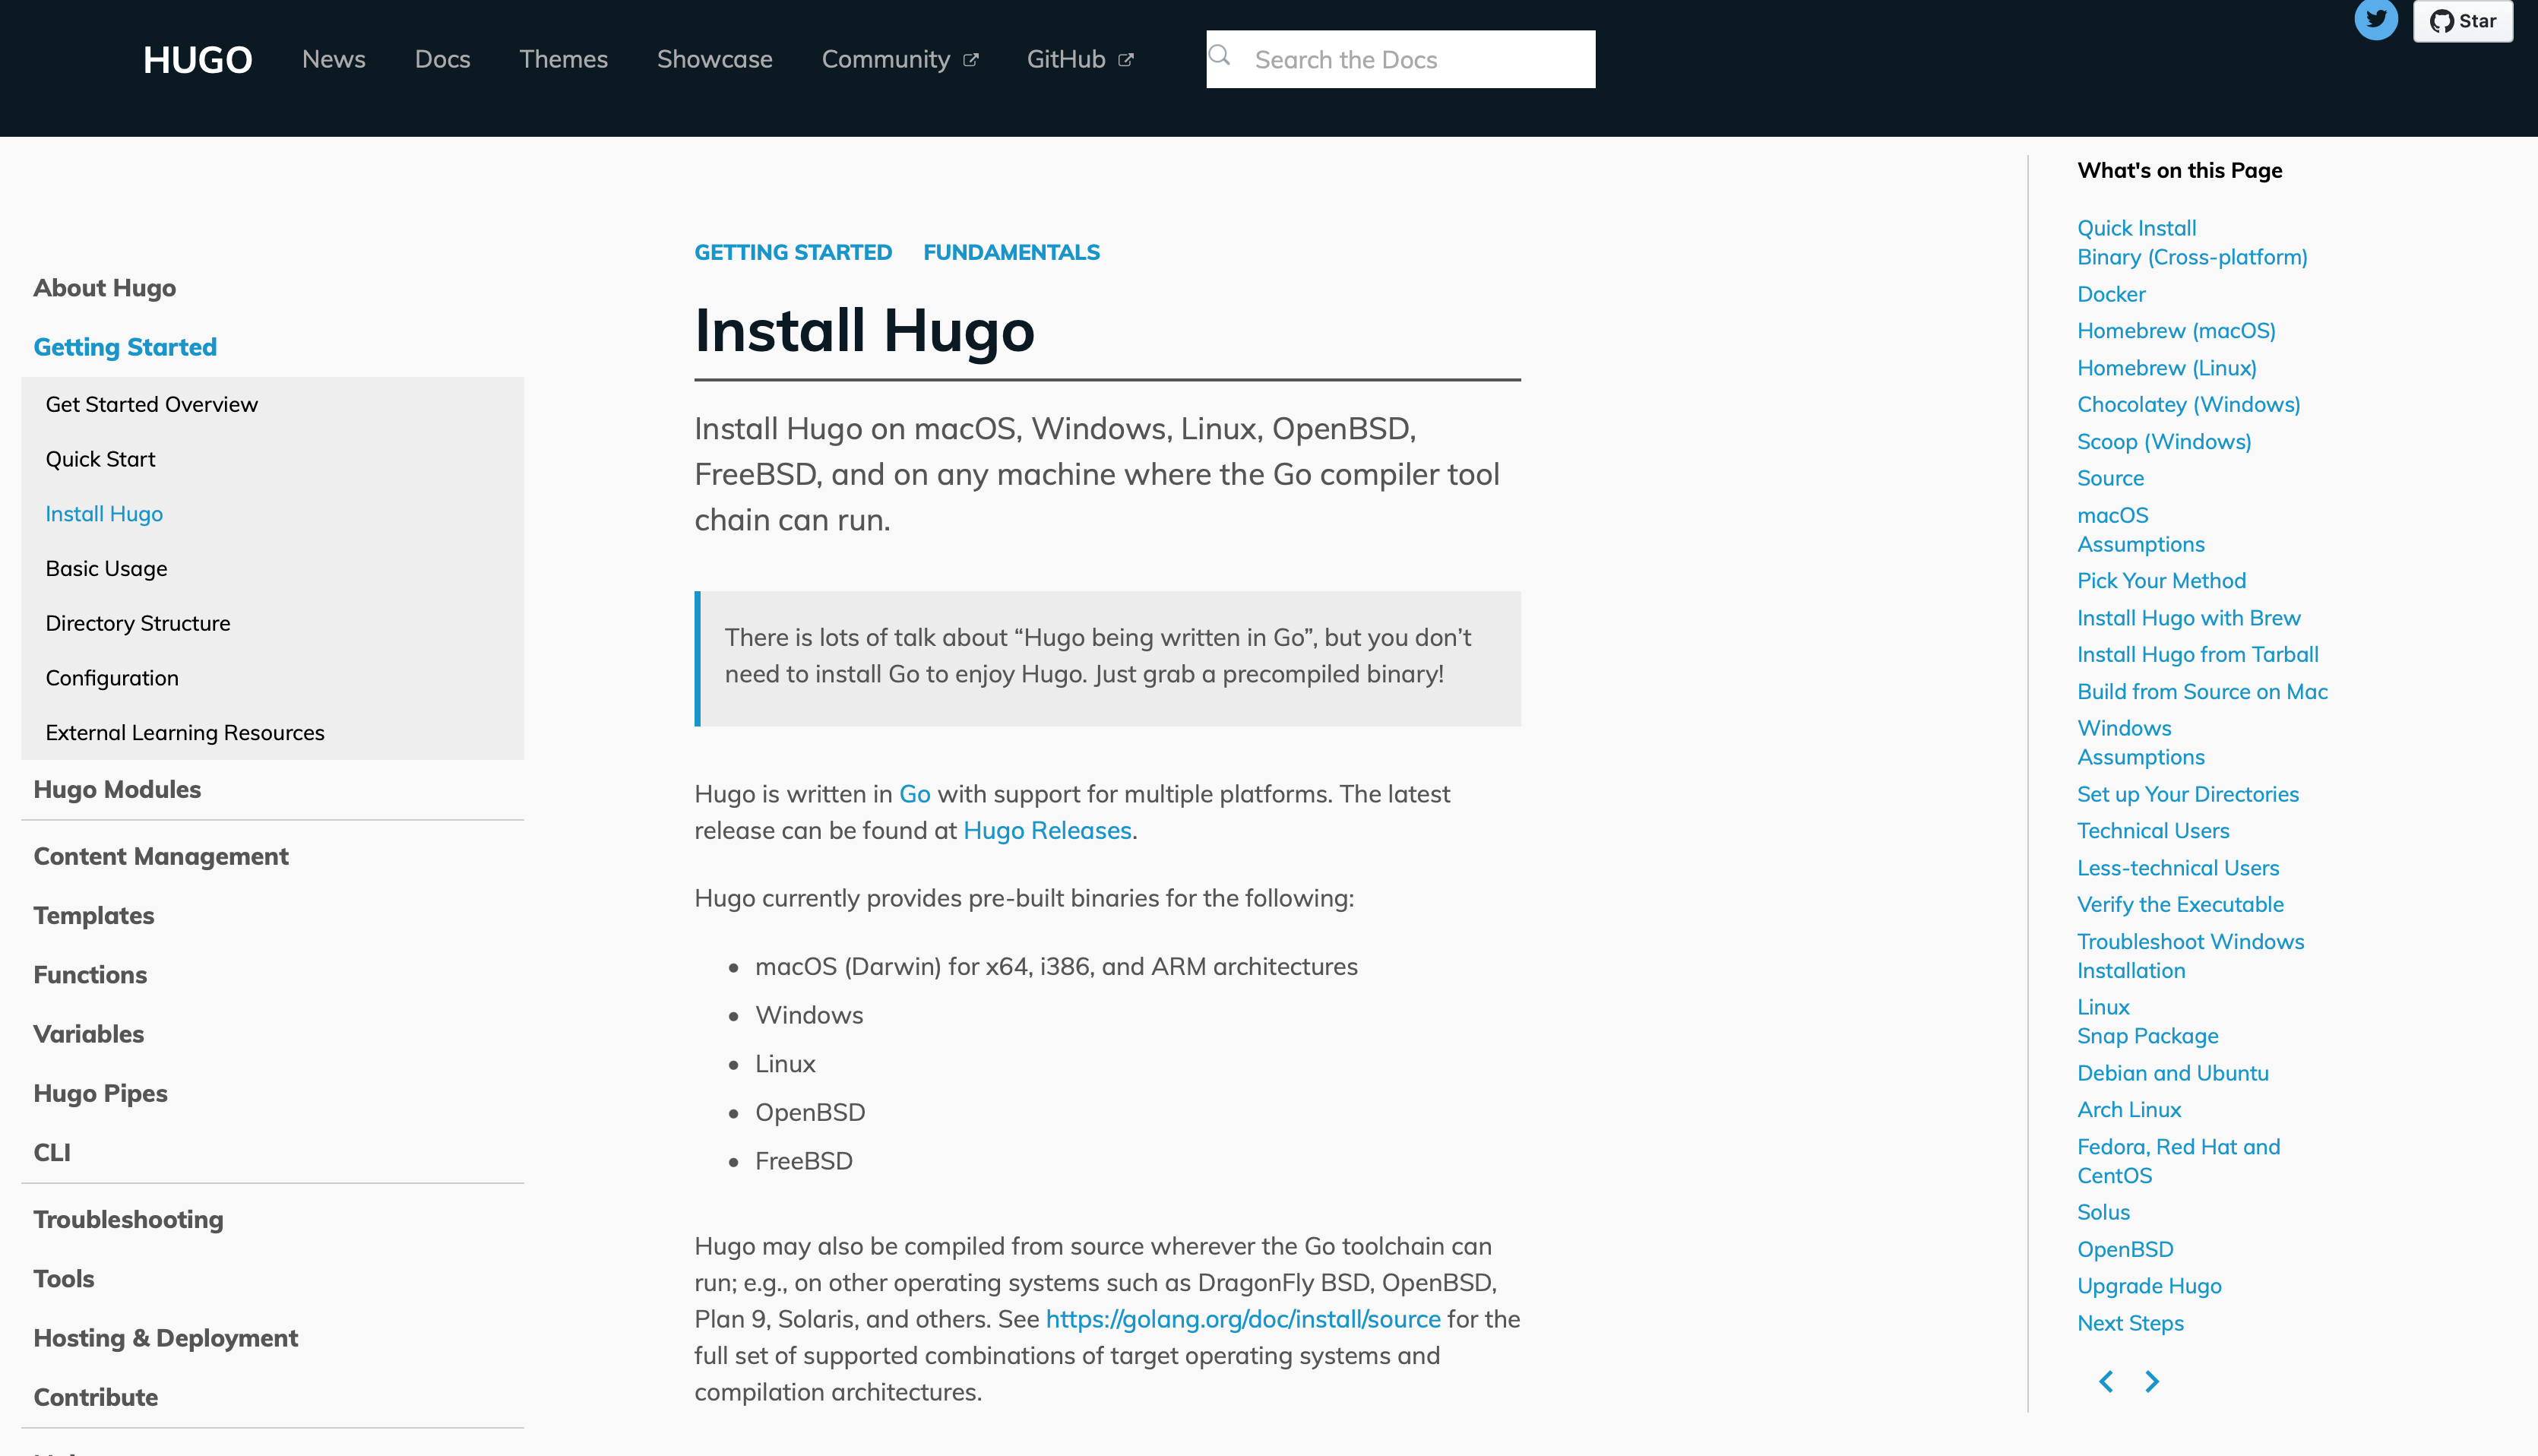 HUGO
News
Docs
Themes
Showcase
Community
GitHub
Search the Docs
Star
About Hugo
Getting Started
Get Started Overview
Quick Start
Install Hugo
Basic Usage
Directory Structure
Configuration
External Learning Resources
Hugo Modules
Content Management
Templates
Functions
Variables
Hugo Pipes
CLI
Troubleshooting
Tools
Hosting & Deployment
Contribute
GETTING STARTED FUNDAMENTALS
Install Hugo
Install Hugo on macOS, Windows, Linux, OpenBSD,
FreeBSD, and on any machine where the Go compiler tool
chain can run.
There is lots of talk about “Hugo being written in Go”, but you don’t
need to install Go to enjoy Hugo. Just grab a precompiled binary!
Hugo is written in Go with support for multiple platforms. The latest
release can be found at Hugo Releases.
Hugo currently provides pre-built binaries for the following:
• macOS (Darwin) for x64, i386, and ARM architectures
• Windows
• Linux
• OpenBSD
• FreeBSD
Hugo may also be compiled from source wherever the Go toolchain can
run; e.g., on other operating systems such as DragonFly BSD, OpenBSD,
Plan 9, Solaris, and others. See https://golang.org/doc/install/source for the
full set of supported combinations of target operating systems and
compilation architectures.
What's on this Page
Quick Install
Binary (Cross-platform)
Docker
Homebrew (macOS)
Homebrew (Linux)
Chocolatey (Windows)
Scoop (Windows)
Source
macOS
Assumptions
Pick Your Method
Install Hugo with Brew
Install Hugo from Tarball
Build from Source on Mac
Windows
Assumptions
Set up Your Directories
Technical Users
Less-technical Users
Verify the Executable
Troubleshoot Windows
Installation
Linux
Snap Package
Debian and Ubuntu
Arch Linux
Fedora, Red Hat and
CentOS
Solus
OpenBSD
Upgrade Hugo
Next Steps